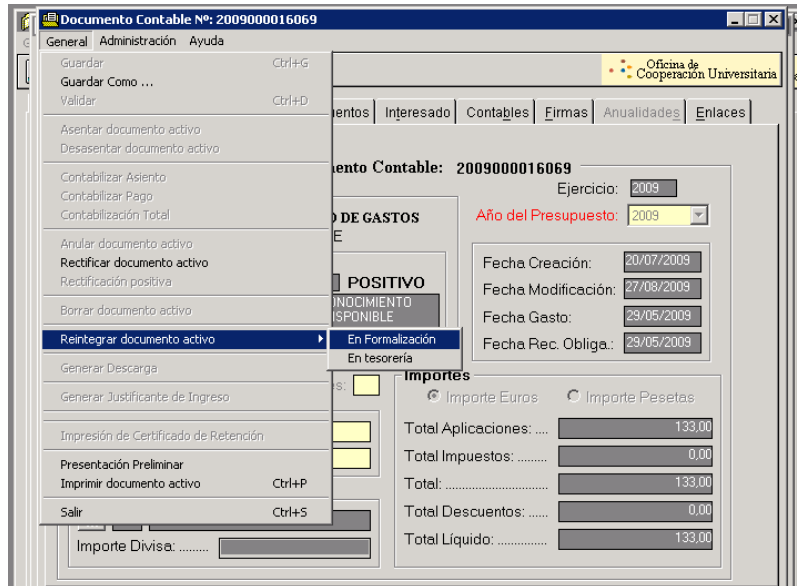 Documento Contable Nº: 2009000016069
General Administración Ayuda
Guardar Ctrl+G
Guardar Como ...
Validar Ctrl+D
Asentar documento activo
Desasentar documento activo
Contabilizar Asiento
Contabilizar Pago
Contabilización Total
Anular documento activo
Rectificar documento activo
Rectificación positiva
Borrar documento activo
Reintegrar documento activo
En Formalización
En tesorería
Generar Descarga
Generar Justificante de Ingreso
Impresión de Certificado de Retención
Presentación Preliminar
Imprimir documento activo Ctrl+P
Salir Ctrl+S
Oficina de
Cooperación Universitaria
entos Interesado Contables Firmas Anualidades Enlaces
ento Contable: 2009000016069
Ejercicio: 2009
O DE GASTOS
E
Año del Presupuesto: 2009
POSITIVO
NOCIMIENTO
ISPONIBLE
Fecha Creación: 20/07/2009
Fecha Modificación: 27/08/2009
Fecha Gasto: 29/05/2009
Fecha Rec. Obliga.: 29/05/2009
s:
Importes
Importe Euros Importe Pesetas
Total Aplicaciones: .... 133,00
Total Impuestos: ......... 0,00
Total: ............................. 133,00
Total Descuentos: ...... 0,00
Total Líquido: .............. 133,00
Importe Divisa: .........